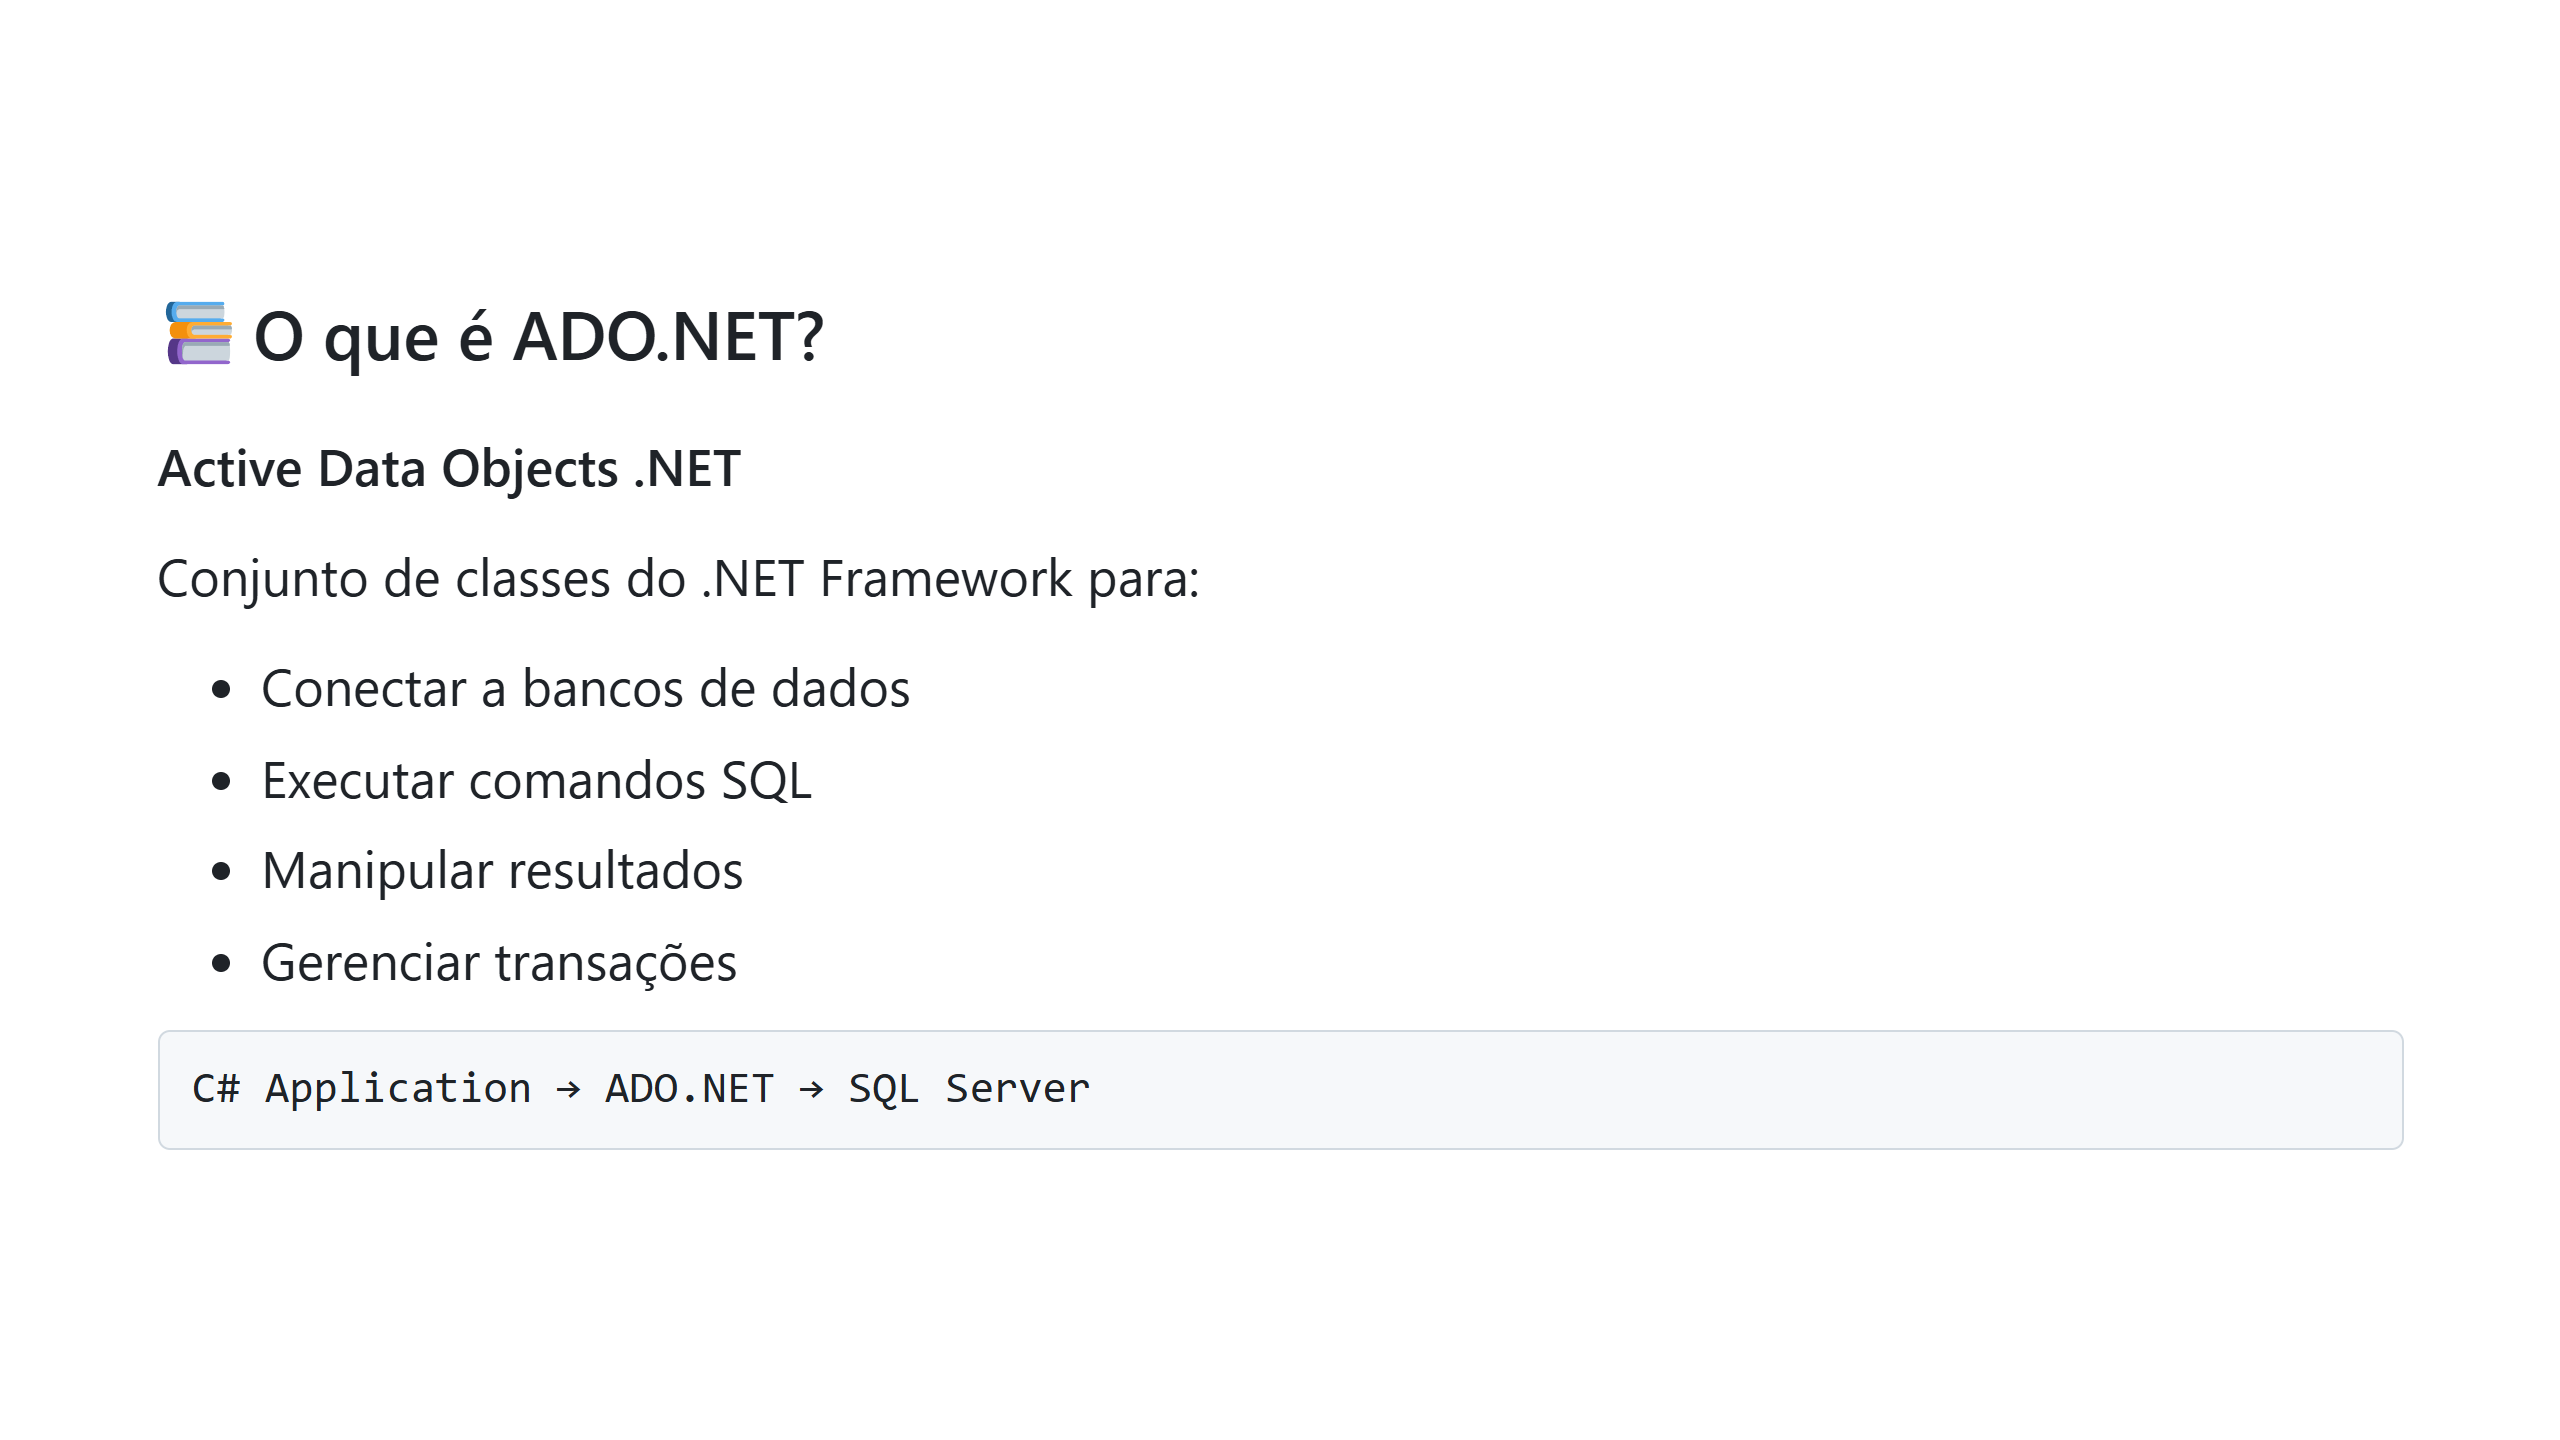 📚 O que é ADO.NET?
Active Data Objects .NET
Conjunto de classes do .NET Framework para:
• Conectar a bancos de dados
• Executar comandos SQL
• Manipular resultados
• Gerenciar transações
C# Application → ADO.NET → SQL Server